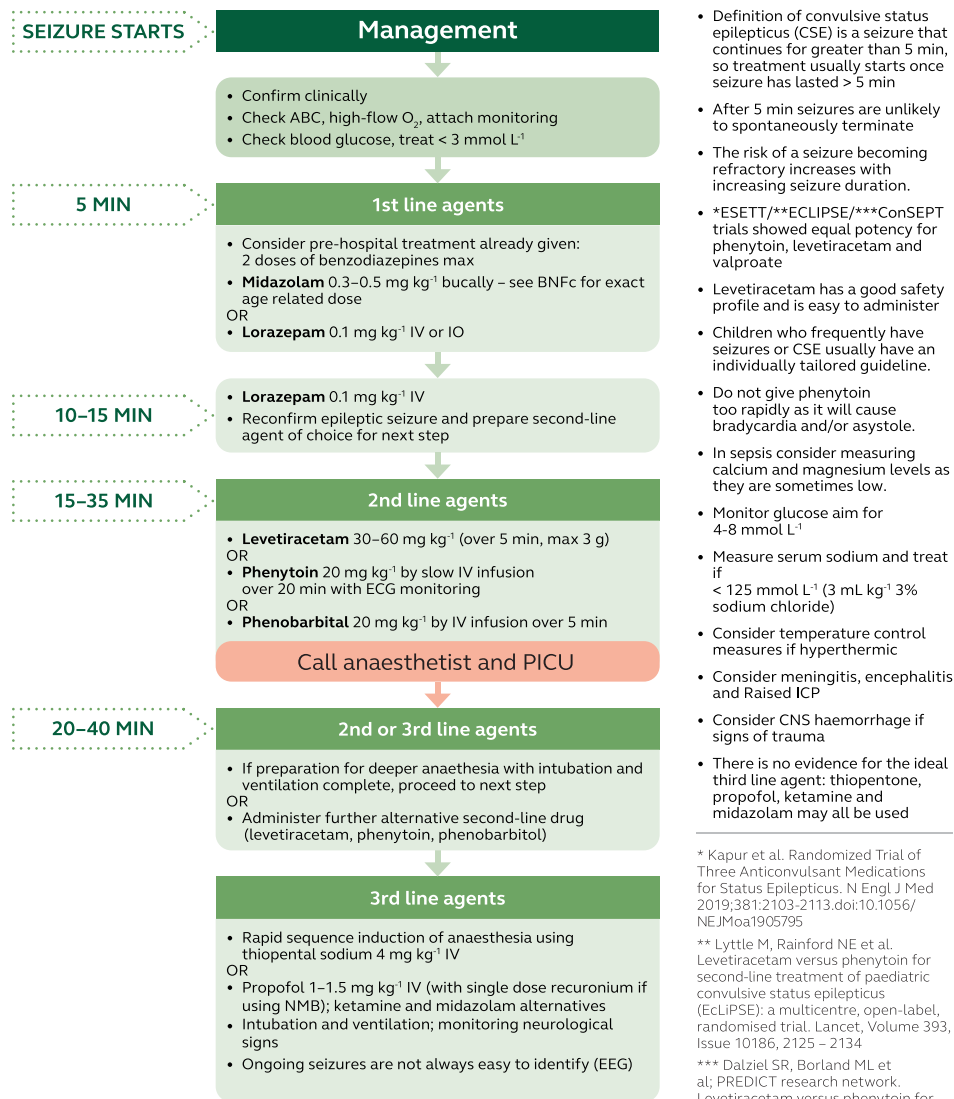 SEIZURE STARTS
Management
• Confirm clinically
• Check ABC, high-flow O2, attach monitoring
• Check blood glucose, treat < 3 mmol L-1
5 MIN
1st line agents
• Consider pre-hospital treatment already given:
2 doses of benzodiazepines max
• Midazolam 0.3–0.5 mg kg-1 bucally – see BNFc for exact
age related dose
OR
• Lorazepam 0.1 mg kg-1 IV or IO
10–15 MIN
• Lorazepam 0.1 mg kg-1 IV
• Reconfirm epileptic seizure and prepare second-line
agent of choice for next step
15–35 MIN
2nd line agents
• Levetiracetam 30–60 mg kg-1 (over 5 min, max 3 g)
OR
• Phenytoin 20 mg kg-1 by slow IV infusion
over 20 min with ECG monitoring
OR
• Phenobarbital 20 mg kg-1 by IV infusion over 5 min
Call anaesthetist and PICU
20–40 MIN
2nd or 3rd line agents
• If preparation for deeper anaethesia with intubation and
ventilation complete, proceed to next step
OR
• Administer further alternative second-line drug
(levetiracetam, phenytoin, phenobarbitol)
3rd line agents
• Rapid sequence induction of anaesthesia using
thiopental sodium 4 mg kg-1 IV
OR
• Propofol 1–1.5 mg kg-1 IV (with single dose recuronium if
using NMB); ketamine and midazolam alternatives
• Intubation and ventilation; monitoring neurological
signs
• Ongoing seizures are not always easy to identify (EEG)
• Definition of convulsive status
epilepticus (CSE) is a seizure that
continues for greater than 5 min,
so treatment usually starts once
seizure has lasted > 5 min
• After 5 min seizures are unlikely
to spontaneously terminate
• The risk of a seizure becoming
refractory increases with
increasing seizure duration.
• *ESETT/**ECLIPSE/***ConSEPT
trials showed equal potency for
phenytoin, levetiracetam and
valproate
• Levetiracetam has a good safety
profile and is easy to administer
• Children who frequently have
seizures or CSE usually have an
individually tailored guideline.
• Do not give phenytoin
too rapidly as it will cause
bradycardia and/or asystole.
• In sepsis consider measuring
calcium and magnesium levels as
they are sometimes low.
• Monitor glucose aim for
4-8 mmol L-1
• Measure serum sodium and treat
if
< 125 mmol L-1 (3 mL kg-1 3%
sodium chloride)
• Consider temperature control
measures if hyperthermic
• Consider meningitis, encephalitis
and Raised ICP
• Consider CNS haemorrhage if
signs of trauma
• There is no evidence for the ideal
third line agent: thiopentone,
propofol, ketamine and
midazolam may all be used
* Kapur et al. Randomized Trial of
Three Anticonvulsant Medications
for Status Epilepticus. N Engl J Med
2019;381:2103-2113.doi:10.1056/
NEJMoa1905795
** Lyttle M, Rainford NE et al.
Levetiracetam versus phenytoin for
second-line treatment of paediatric
convulsive status epilepticus
(EcLiPSE): a multicentre, open-label,
randomised trial. Lancet, Volume 393,
Issue 10186, 2125 – 2134
*** Dalziel SR, Borland ML et
al; PREDICT research network.
Levetiracetam versus phenytoin for